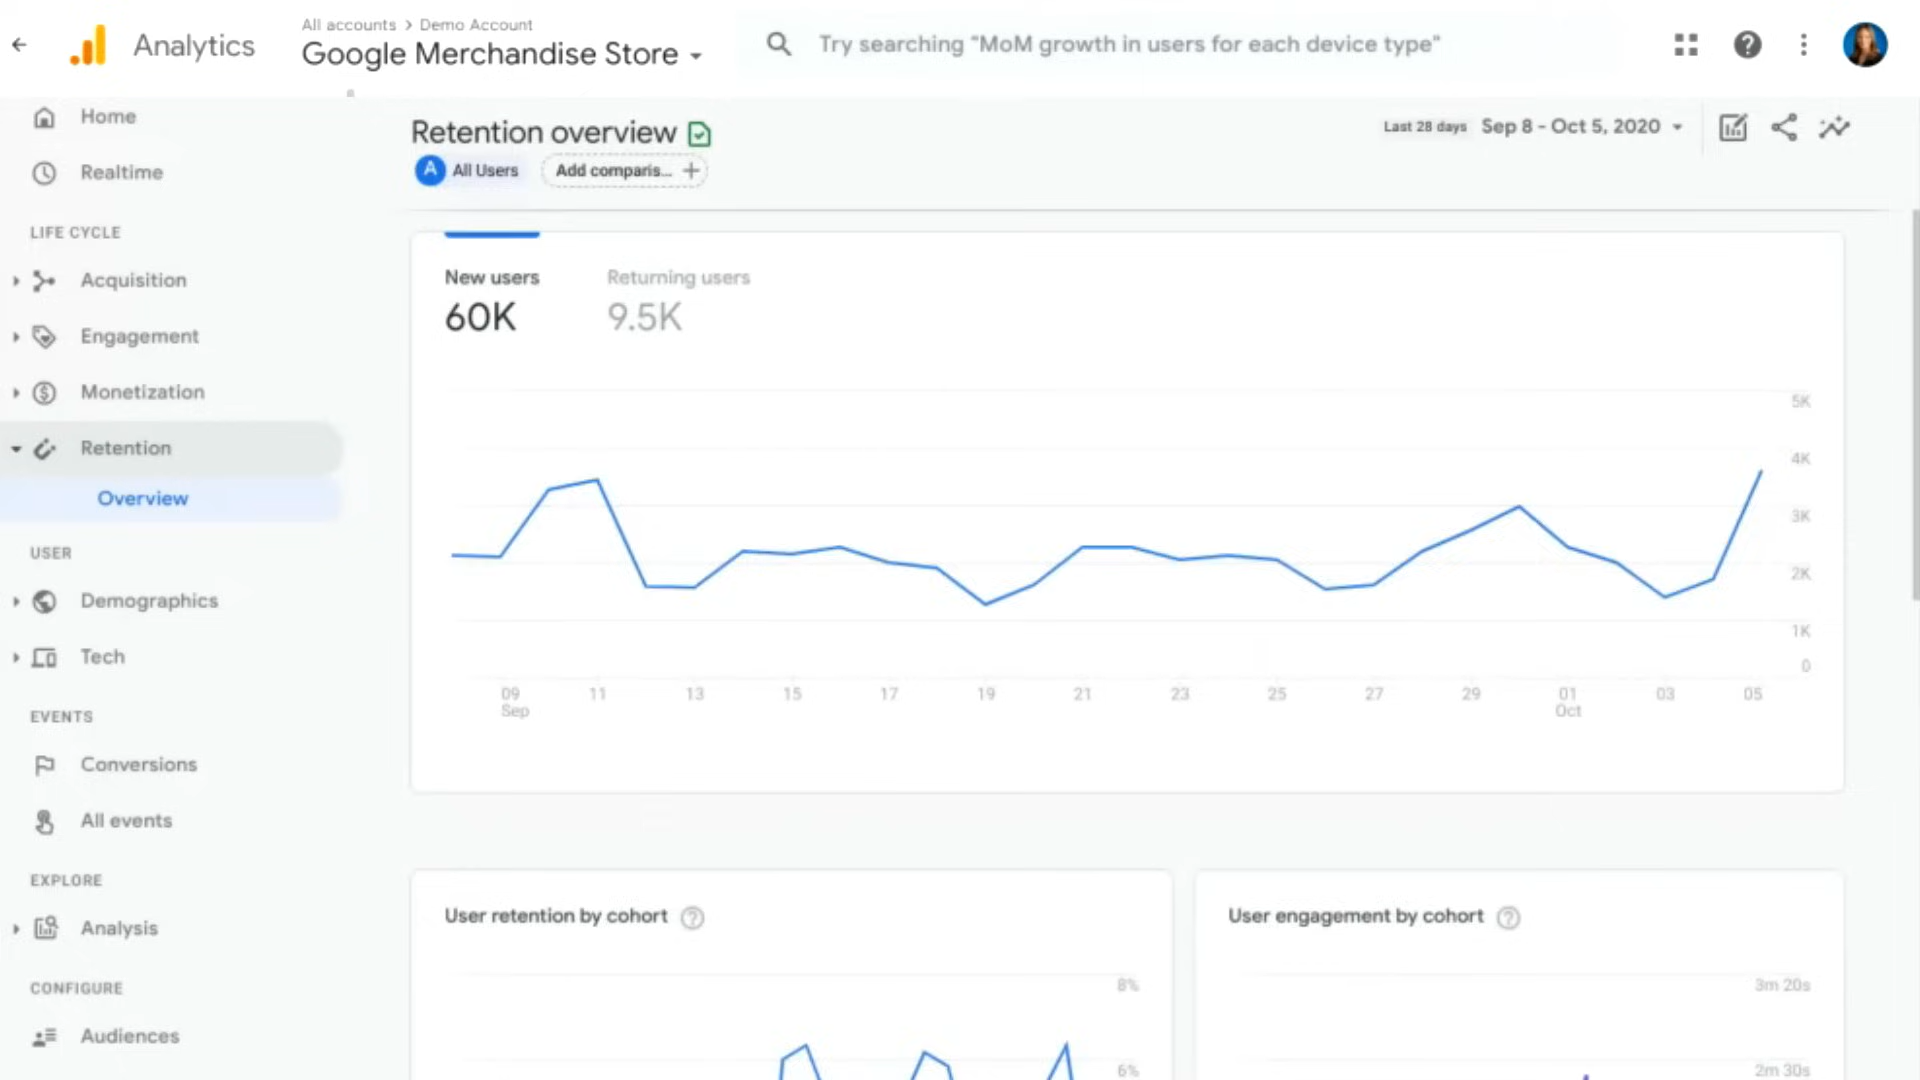 Analytics
All accounts > Demo Account
Google Merchandise Store
Try searching "MoM growth in users for each device type"
Home
Realtime
LIFE CYCLE
Acquisition
Engagement
Monetization
Retention
Overview
USER
Demographics
Tech
EVENTS
Conversions
All events
EXPLORE
Analysis
CONFIGURE
Audiences
Retention overview
Last 28 days Sep 8 - Oct 5, 2020
A All Users
Add comparis... +
New users
60K
Returning users
9.5K
5K
4K
3K
2K
1K
0
09 11 13 15 17 19 21 23 25 27 29 01 03 05
Sep Oct
User retention by cohort
8%
6%
User engagement by cohort
3m 20s
2m 30s